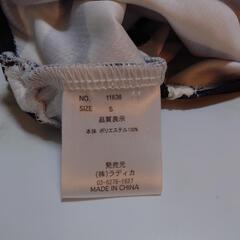 NO. 11636
SIZE S
品質表示
本体 ポリエステル100%
発売元
(株)ラディカ
03-6276-1627
MADE IN CHINA